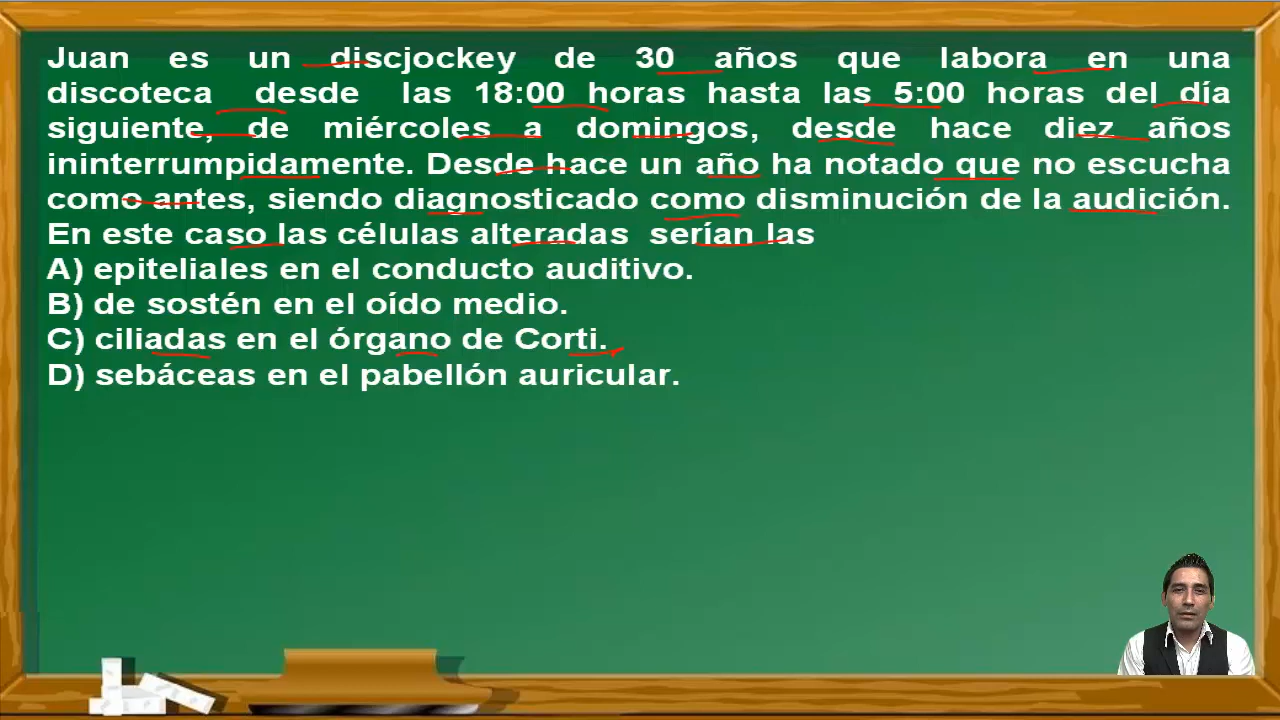 Juan es un discjockey de 30 años que labora en una
discoteca desde las 18:00 horas hasta las 5:00 horas del día
siguiente, de miércoles a domingos, desde hace diez años
ininterrumpidamente. Desde hace un año ha notado que no escucha
como antes, siendo diagnosticado como disminución de la audición.
En este caso las células alteradas serían las
A) epiteliales en el conducto auditivo.
B) de sostén en el oído medio.
C) ciliadas en el órgano de Corti.
D) sebáceas en el pabellón auricular.